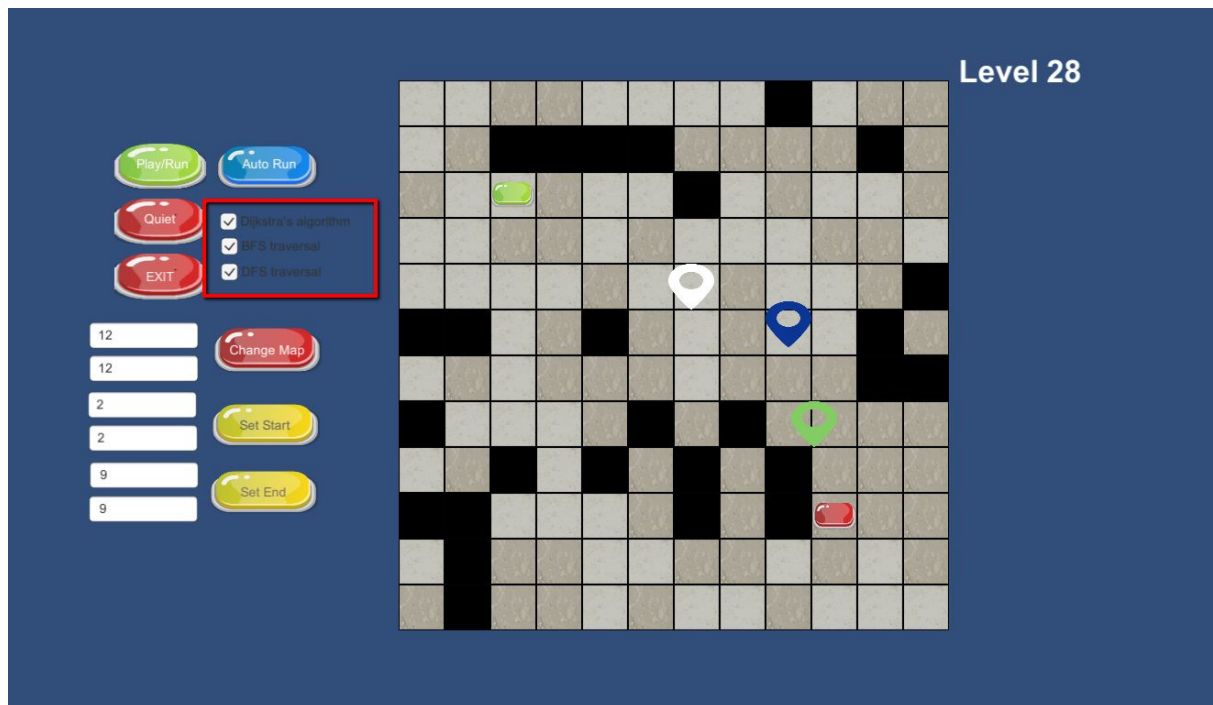 Level 28
Play/Run
Auto Run
Quiet
Dijkstra's algorithm
BFS traversal
DFS traversal
EXIT
12
12
Change Map
2
2
Set Start
9
9
Set End